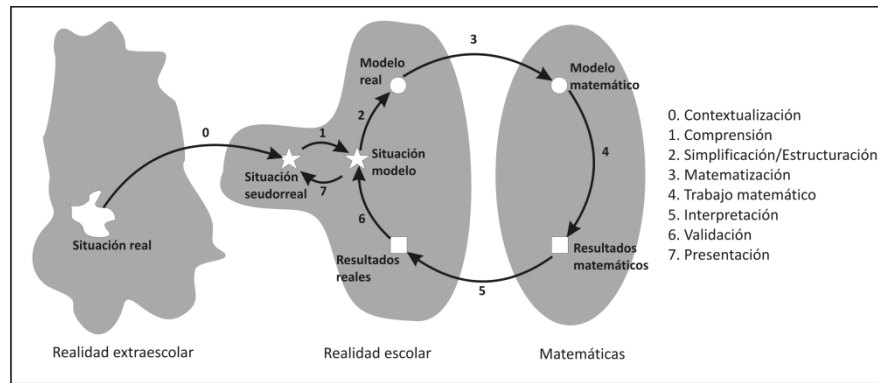 0
Situación real
Realidad extraescolar
1
Situación
seudorreal
7
2
Situación
modelo
Modelo
real
6
Resultados
reales
Realidad escolar
3
5
Modelo
matemático
4
Resultados
matemáticos
Matemáticas
0. Contextualización
1. Comprensión
2. Simplificación/Estructuración
3. Matematización
4. Trabajo matemático
5. Interpretación
6. Validación
7. Presentación